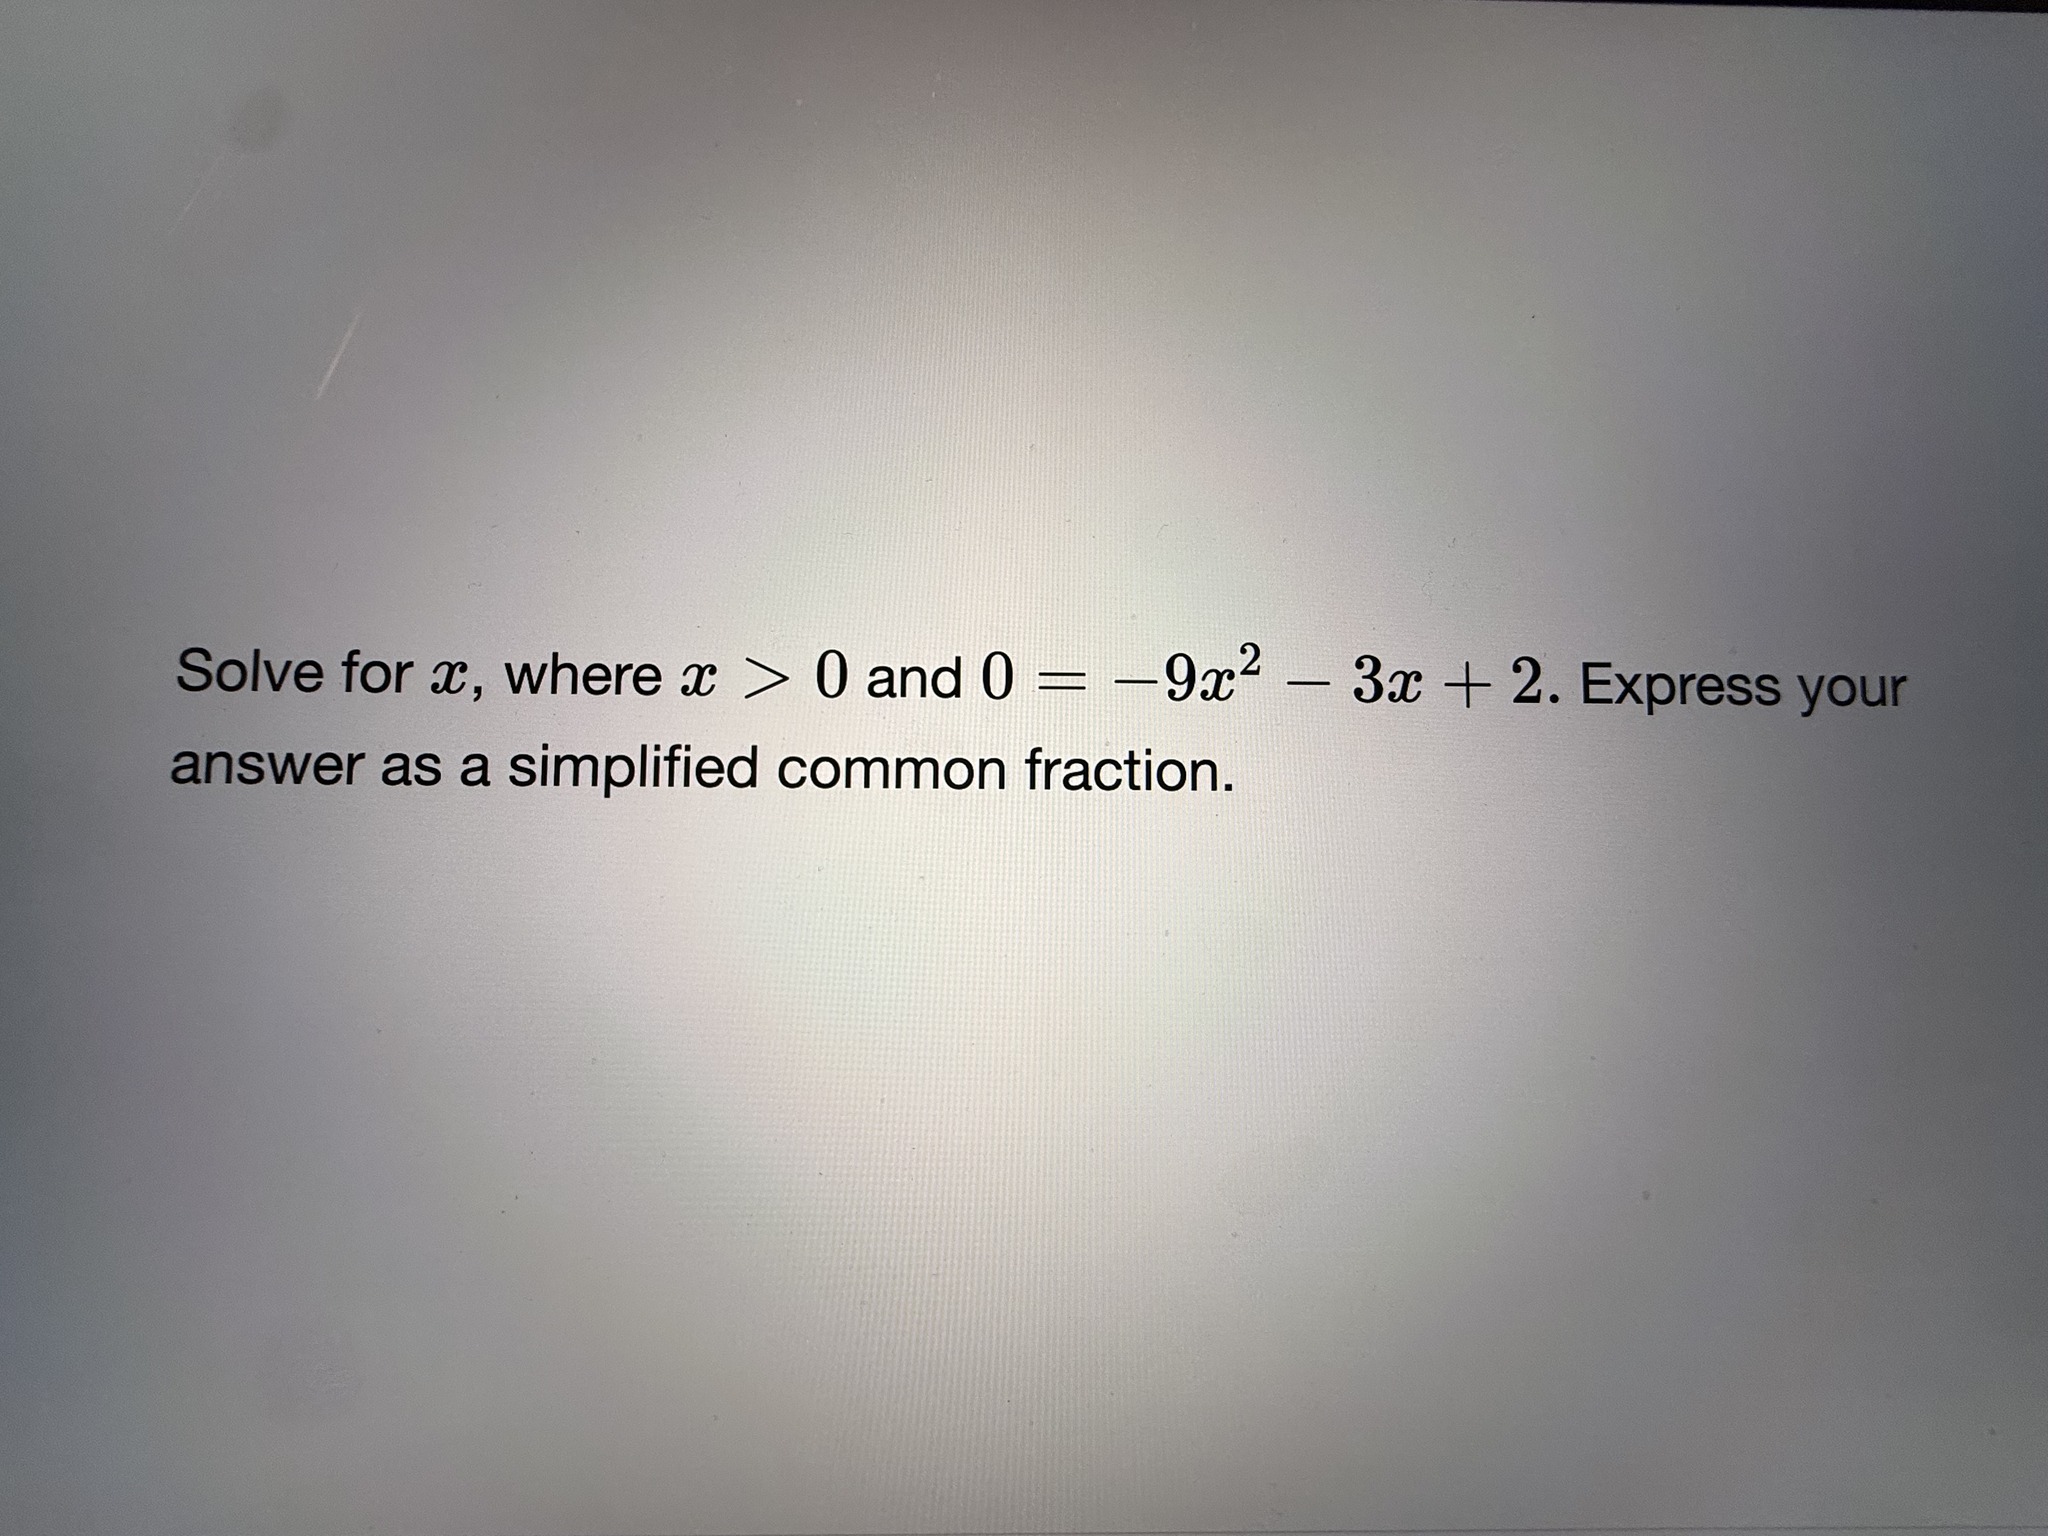 Solve for x, where x > 0 and 0 = −9x² − 3x + 2. Express your
answer as a simplified common fraction.